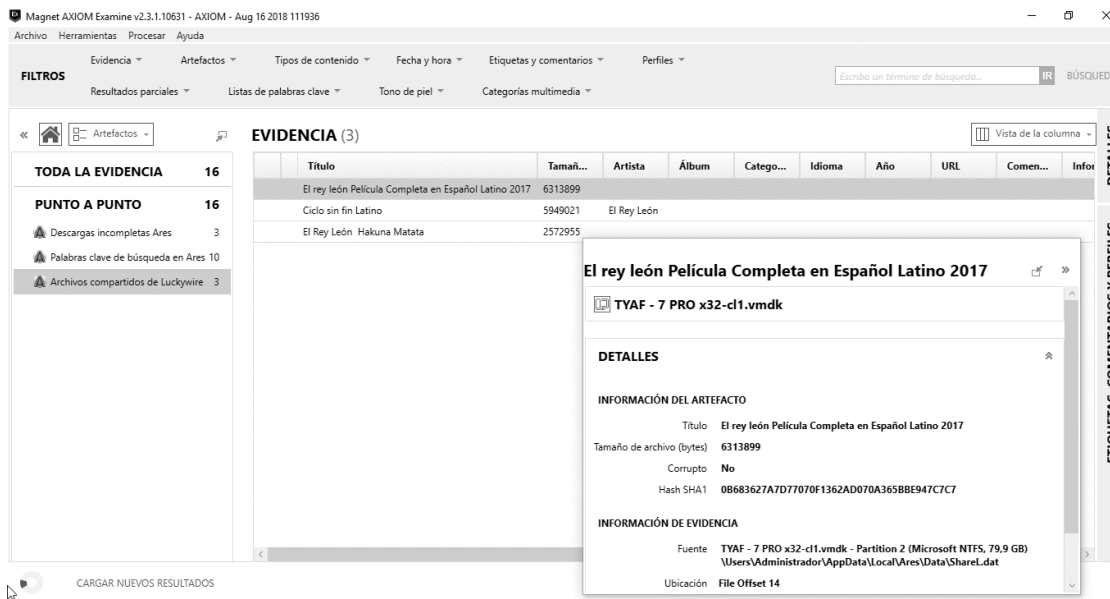 Magnet AXIOM Examine v2.3.1.10631 - AXIOM - Aug 16 2018 111936
Archivo Herramientas Procesar Ayuda
FILTROS
Evidencia Artefactos Tipos de contenido Fecha y hora Etiquetas y comentarios Perfiles
Resultados parciales Listas de palabras clave Tono de piel Categorías multimedia
Escriba un término de búsqueda... IR BÚSQUED
Artefactos
EVIDENCIA (3)
Vista de la columna
TODA LA EVIDENCIA 16
PUNTO A PUNTO 16
Descargas incompletas Ares 3
Palabras clave de búsqueda en Ares 10
Archivos compartidos de Luckywire 3
Título Tamañ... Artista Álbum Catego... Idioma Año URL Comen... Infor
El rey león Película Completa en Español Latino 2017 6313899
Ciclo sin fin Latino 5949021 El Rey León
El Rey León Hakuna Matata 2572955
El rey león Película Completa en Español Latino 2017
TYAF - 7 PRO x32-cl1.vmdk
DETALLES
INFORMACIÓN DEL ARTEFACTO
Título El rey león Película Completa en Español Latino 2017
Tamaño de archivo (bytes) 6313899
Corrupto No
Hash SHA1 0B683627A7D77070F1362AD070A365BBE947C7C7
INFORMACIÓN DE EVIDENCIA
Fuente TYAF - 7 PRO x32-cl1.vmdk - Partition 2 (Microsoft NTFS, 79,9 GB)
\Users\Administrador\AppData\Local\Ares\Data\ShareL.dat
Ubicación File Offset 14
CARGAR NUEVOS RESULTADOS
DETALLES
ETIQUETAS, COMENTARIOS Y PERFILES